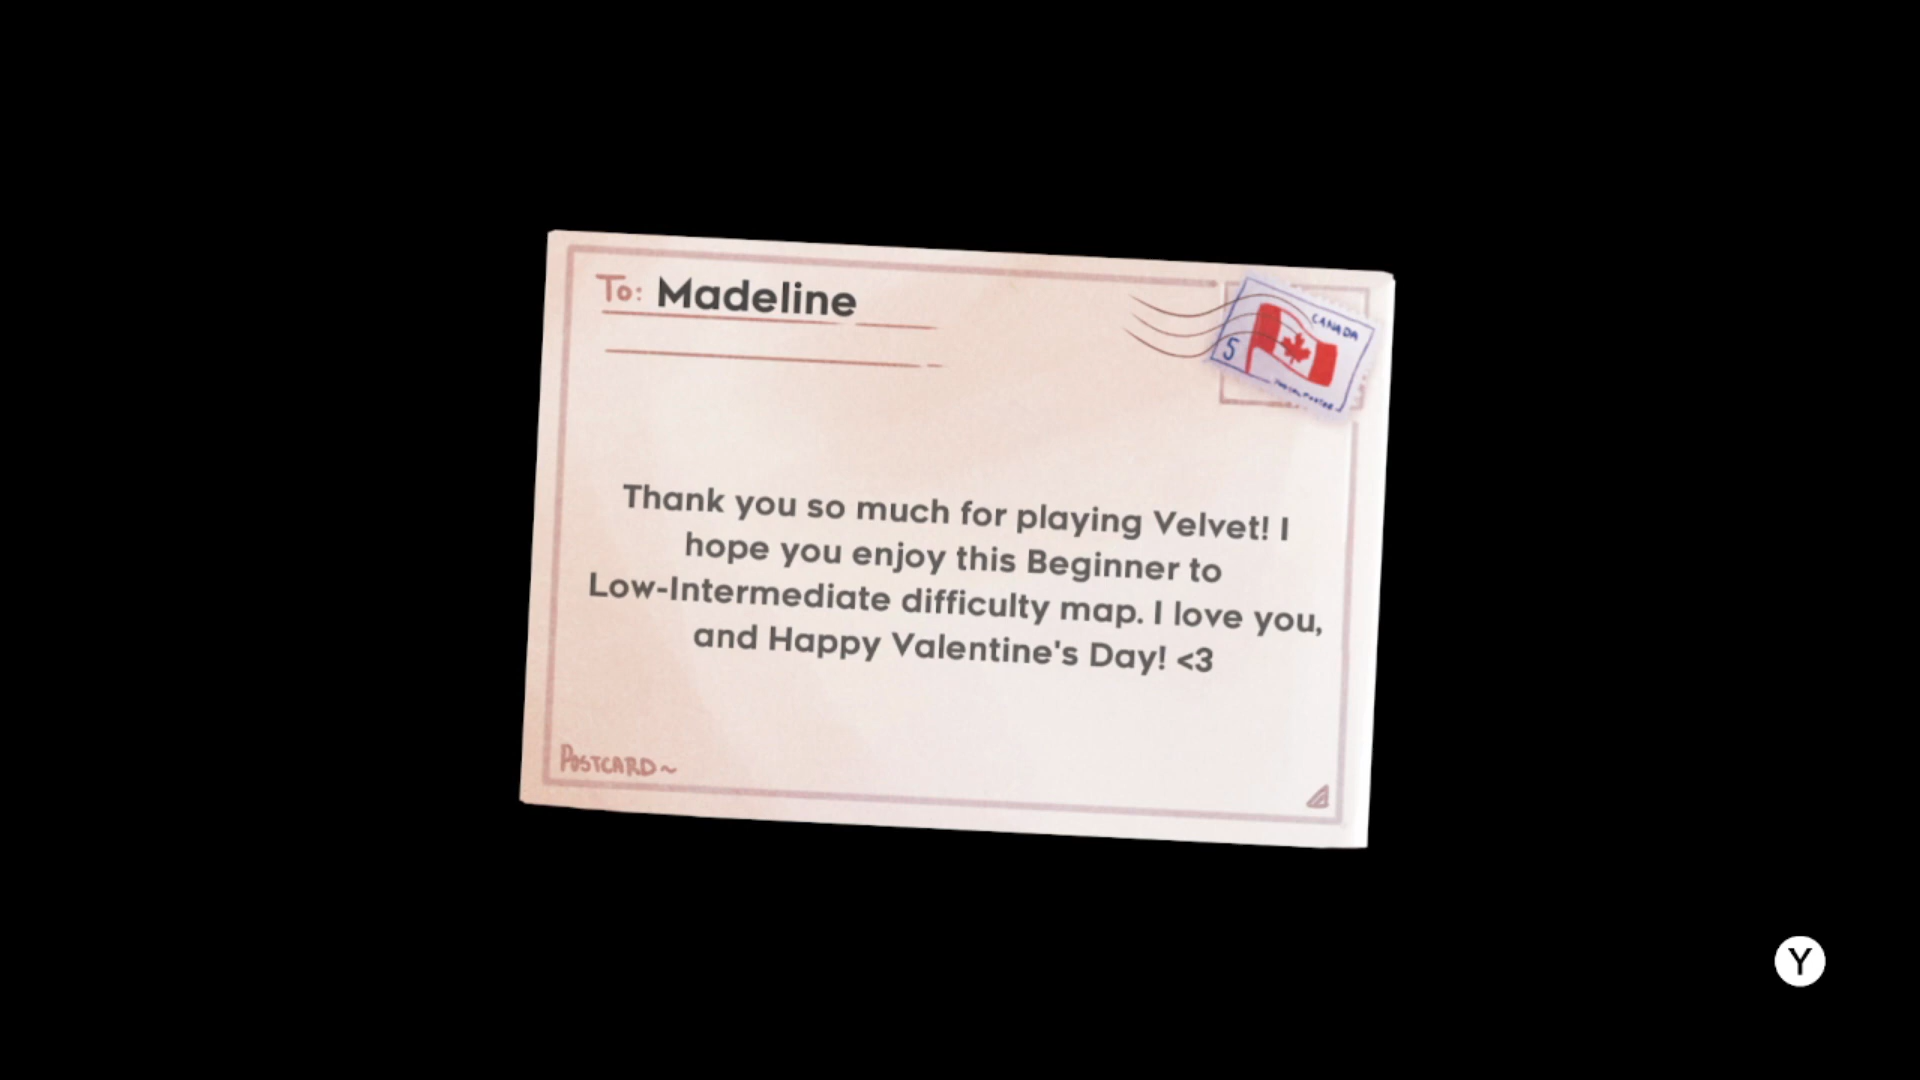 To: Madeline
CANADA
5
Thank you so much for playing Velvet! I
hope you enjoy this Beginner to
Low-Intermediate difficulty map. I love you,
and Happy Valentine's Day! <3
POSTCARD~
Y